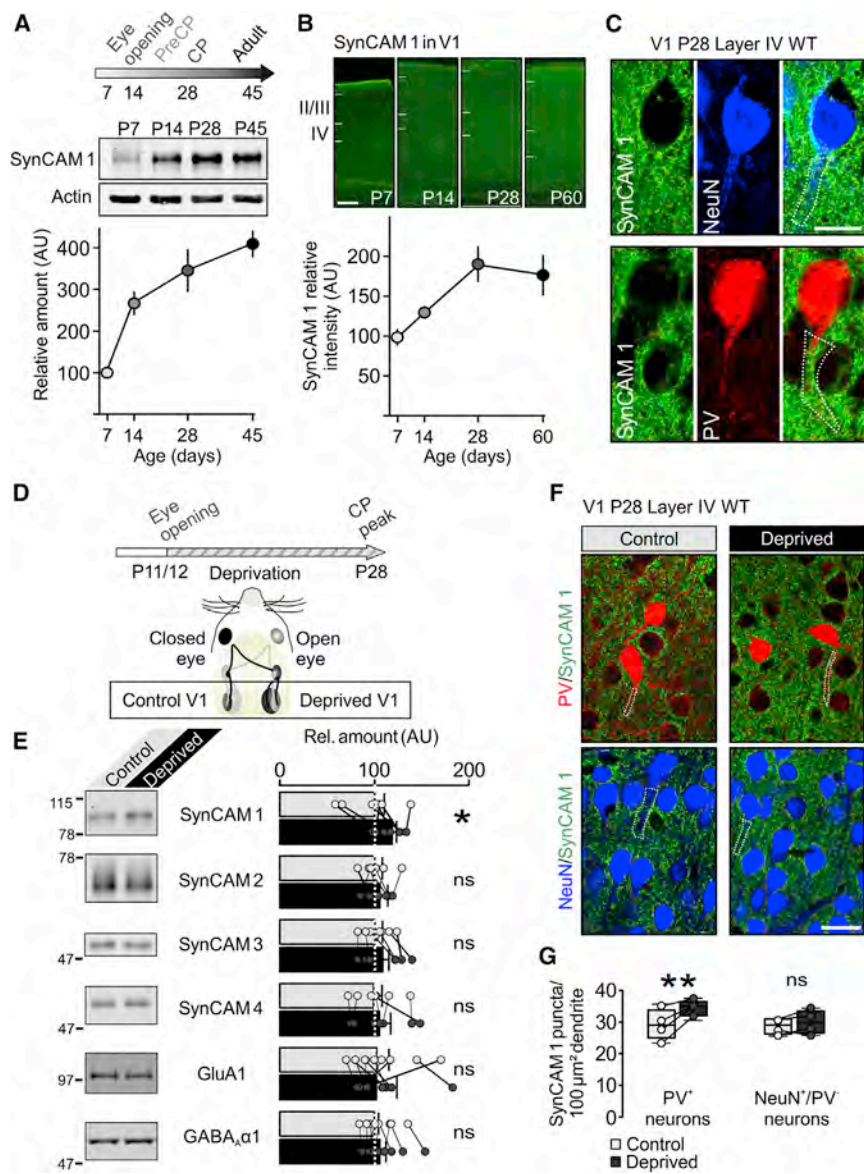 A
Eye opening
PreCP
CP
Adult
7 14 28 45
P7 P14 P28 P45
SynCAM 1
Actin
Relative amount (AU)
400
300
200
100
0
7 14 28 45
Age (days)
B
SynCAM 1 in V1
II/III
IV
P7 P14 P28 P60
SynCAM 1 relative intensity (AU)
200
150
100
50
7 14 28 60
Age (days)
C
V1 P28 Layer IV WT
SynCAM 1
NeuN
SynCAM 1
PV
D
Eye opening
CP peak
P11/12 Deprivation P28
Closed eye
Open eye
Control V1 Deprived V1
E
Control
Deprived
Rel. amount (AU)
0 100 200
115
78
SynCAM 1
*
78
SynCAM 2
ns
47
SynCAM 3
ns
47
SynCAM 4
ns
97
GluA1
ns
47
GABAAα1
ns
F
V1 P28 Layer IV WT
Control Deprived
PV/SynCAM 1
NeuN/SynCAM 1
G
SynCAM 1 puncta/
100 µm² dendrite
40
30
20
10
0
** ns
PV+ neurons
NeuN+/PV- neurons
Control
Deprived